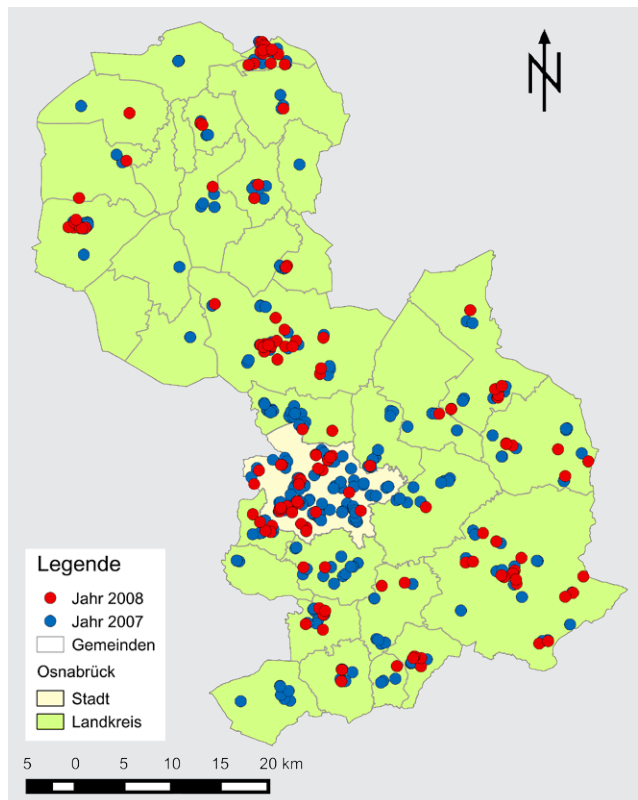 N
Legende
Jahr 2008
Jahr 2007
Gemeinden
Osnabrück
Stadt
Landkreis
5 0 5 10 15 20 km